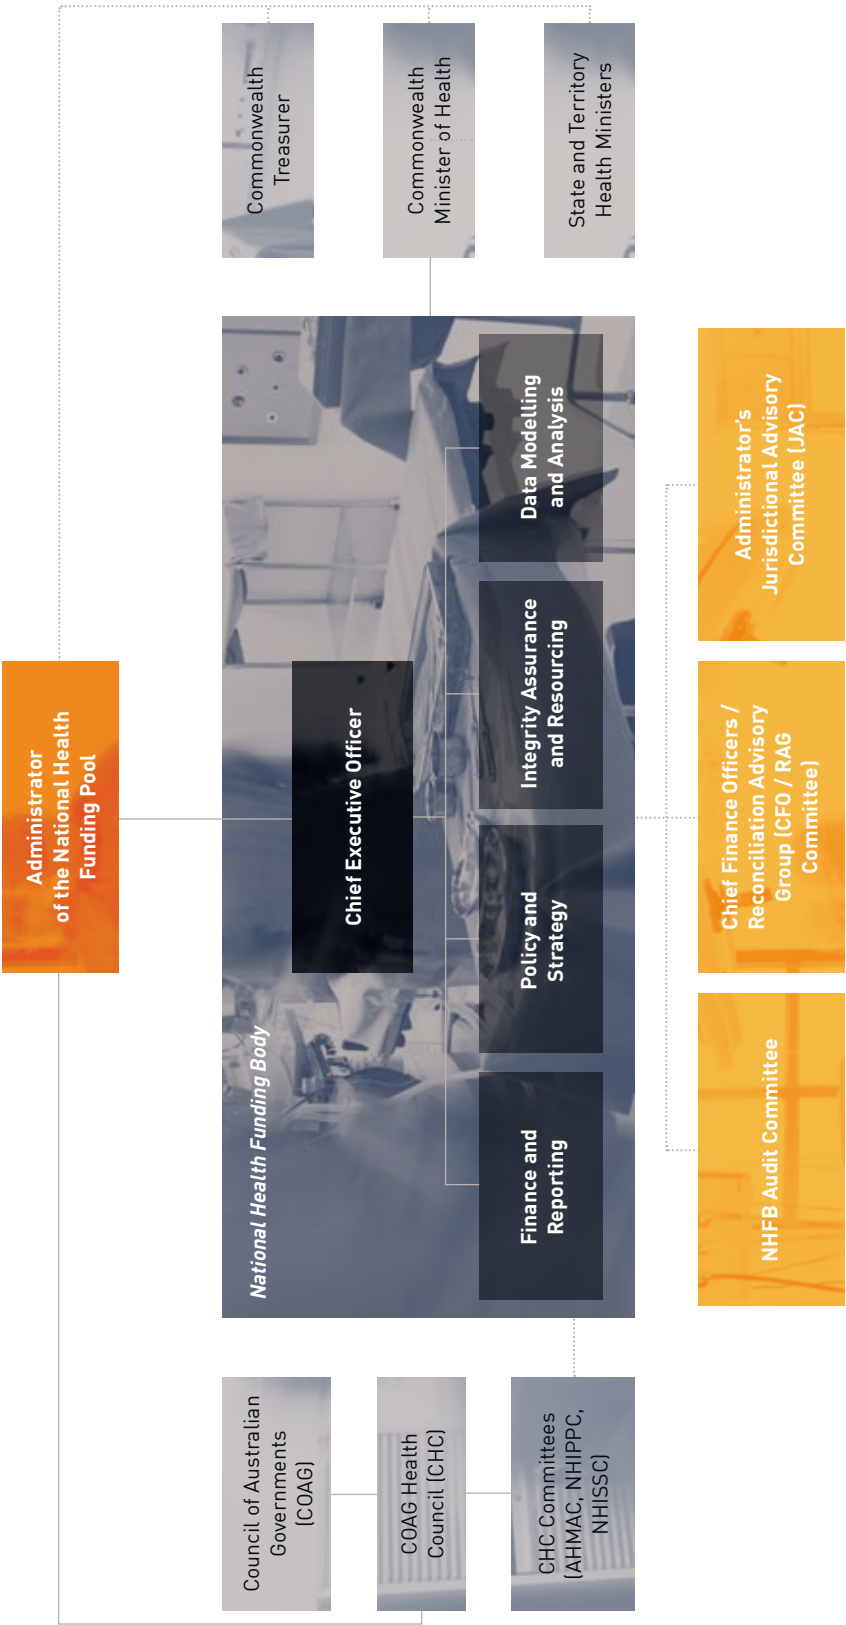 Administrator
of the National Health
Funding Pool
Council of Australian
Governments
(COAG)
COAG Health
Council (CHC)
CHC Committees
(AHMAC, NHIPPC,
NHISSC)
National Health Funding Body
Chief Executive Officer
Finance and
Reporting
Policy and
Strategy
Integrity Assurance
and Resourcing
Data Modelling
and Analysis
Commonwealth
Treasurer
Commonwealth
Minister of Health
State and Territory
Health Ministers
NHFB Audit Committee
Chief Finance Officers /
Reconciliation Advisory
Group (CFO / RAG
Committee)
Administrator’s
Jurisdictional Advisory
Committee (JAC)